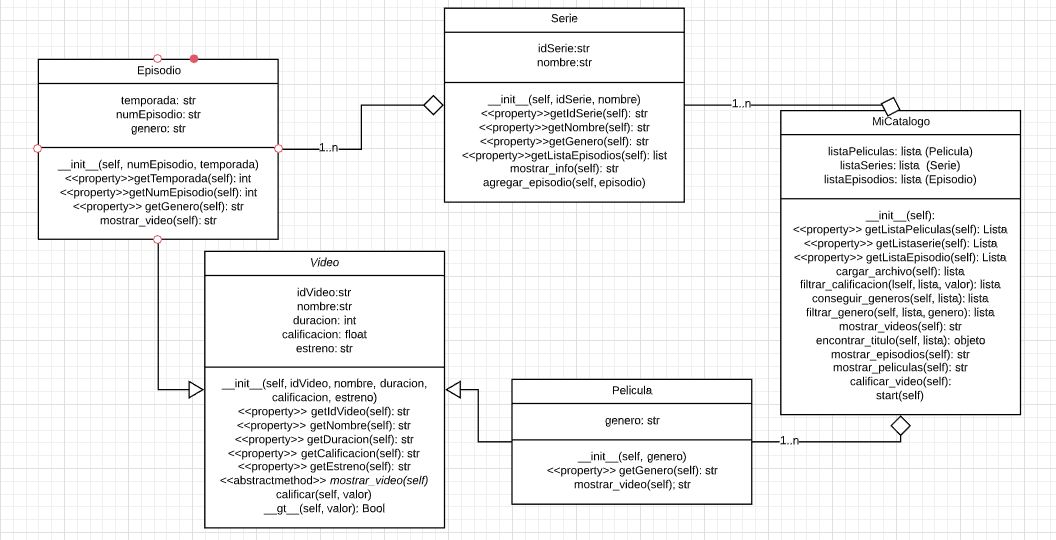 Serie
idSerie:str
nombre:str
__init__(self, idSerie, nombre)
<<property>>getIdSerie(self): str
<<property>>getNombre(self): str
<<property>>getGenero(self): str
<<property>>getListaEpisodios(self): list
mostrar_info(self): str
agregar_episodio(self, episodio)
Episodio
temporada: str
numEpisodio: str
genero: str
__init__(self, numEpisodio, temporada)
<<property>>getTemporada(self): int
<<property>>getNumEpisodio(self): int
<<property>> getGenero(self): str
mostrar_video(self): str
1..n
1..n
MiCatalogo
listaPeliculas: lista (Pelicula)
listaSeries: lista (Serie)
listaEpisodios: lista (Episodio)
__init__(self):
<<property>> getListaPeliculas(self): Lista
<<property>> getListaserie(self): Lista
<<property>> getListaEpisodio(self): Lista
cargar_archivo(self): lista
filtrar_calificacion(lself, lista, valor): lista
conseguir_generos(self, lista): lista
filtrar_genero(self, lista, genero): lista
mostrar_videos(self): str
encontrar_titulo(self, lista): objeto
mostrar_episodios(self): str
mostrar_peliculas(self): str
calificar_video(self):
start(self)
Video
idVideo:str
nombre:str
duracion: int
calificacion: float
estreno: str
__init__(self, idVideo, nombre, duracion,
calificacion, estreno)
<<property>> getIdVideo(self): str
<<property>> getNombre(self): str
<<property>> getDuracion(self): str
<<property>> getCalificacion(self): str
<<property>> getEstreno(self): str
<<abstractmethod>> mostrar_video(self)
calificar(self, valor)
__gt__(self, valor): Bool
Pelicula
genero: str
__init__(self, genero)
<<property>> getGenero(self): str
mostrar_video(self); str
1..n